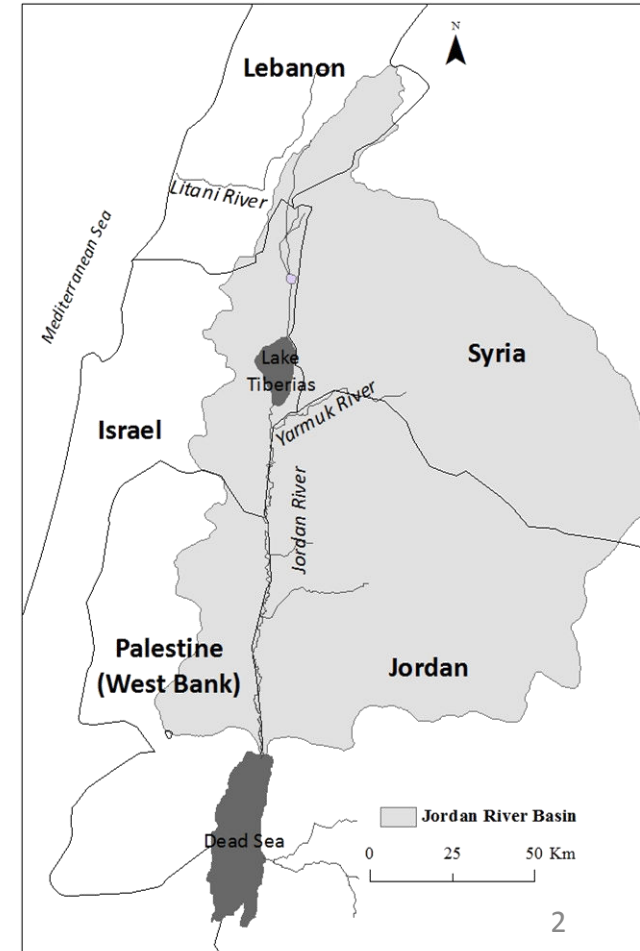 N
Lebanon
Litani River
Mediterranean Sea
Syria
Lake
Tiberias
Yarmuk River
Israel
Jordan River
Palestine
(West Bank)
Jordan
Jordan River Basin
Dead Sea
0 25 50 Km
2